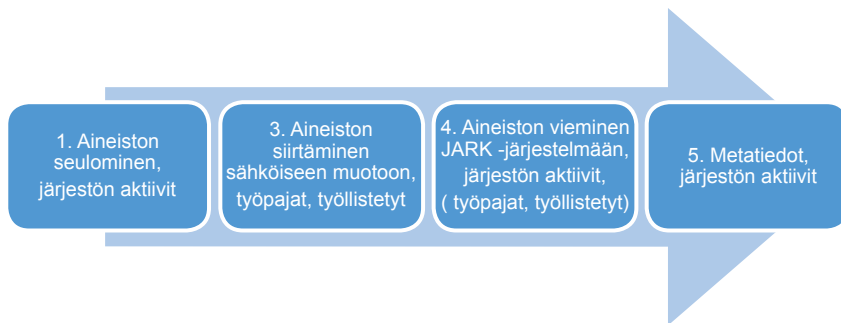 1. Aineiston
seulominen,
järjestön aktiivit
3. Aineiston
siirtäminen
sähköiseen muotoon,
työpajat, työllistetyt
4. Aineiston vieminen
JARK -järjestelmään,
järjestön aktiivit,
( työpajat, työllistetyt)
5. Metatiedot,
järjestön aktiivit